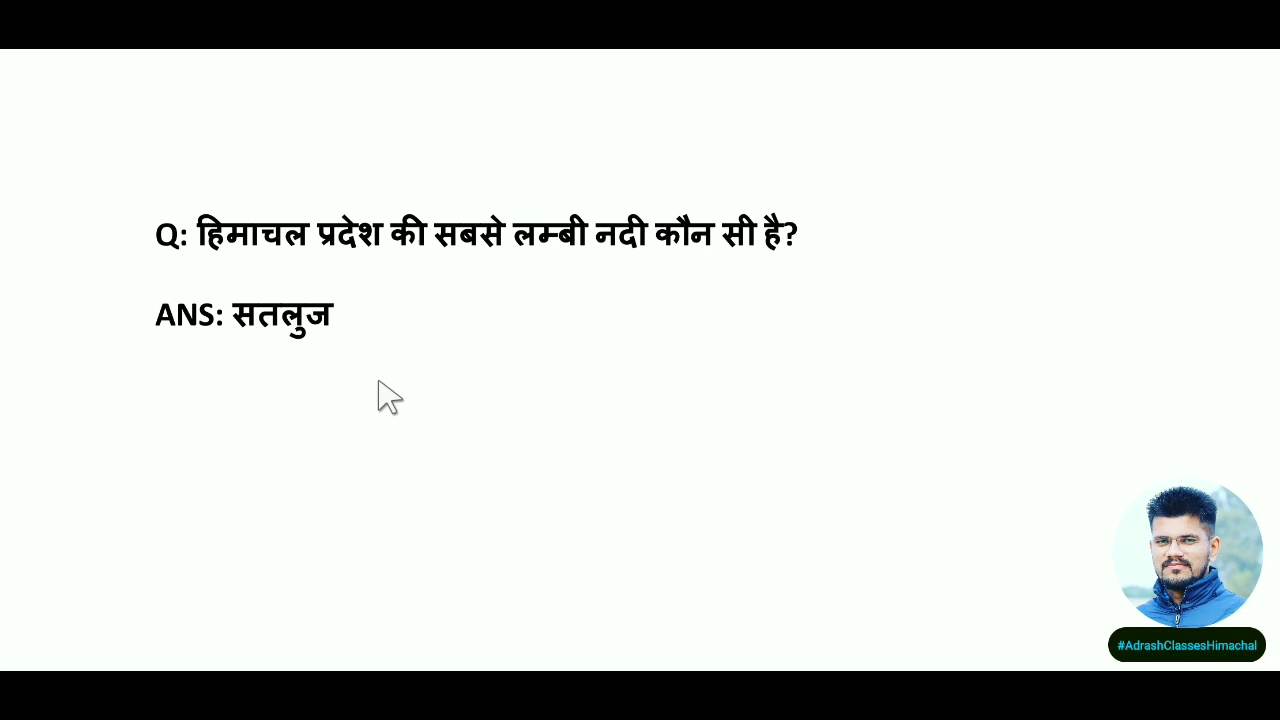 Q: हिमाचल प्रदेश की सबसे लम्बी नदी कौन सी है?
ANS: सतलुज
#AdrashClassesHimachal